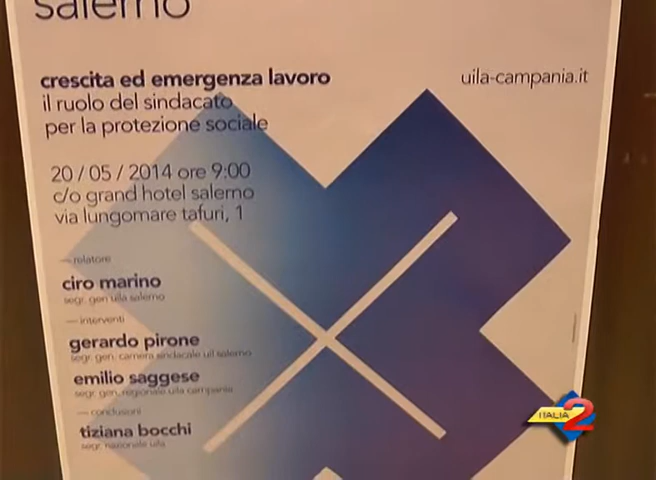 salerno
crescita ed emergenza lavoro
il ruolo del sindacato
per la protezione sociale
uila-campania.it
20 / 05 / 2014 ore 9:00
c/o grand hotel salerno
via lungomare tafuri, 1
— relatore
ciro marino
segr. gen uila salerno
— interventi
gerardo pirone
segr. gen. camera sindacale uil salerno
emilio saggese
segr. gen. regionale uila campania
— conclusioni
tiziana bocchi
segr. nazionale uila
ITALIA 2